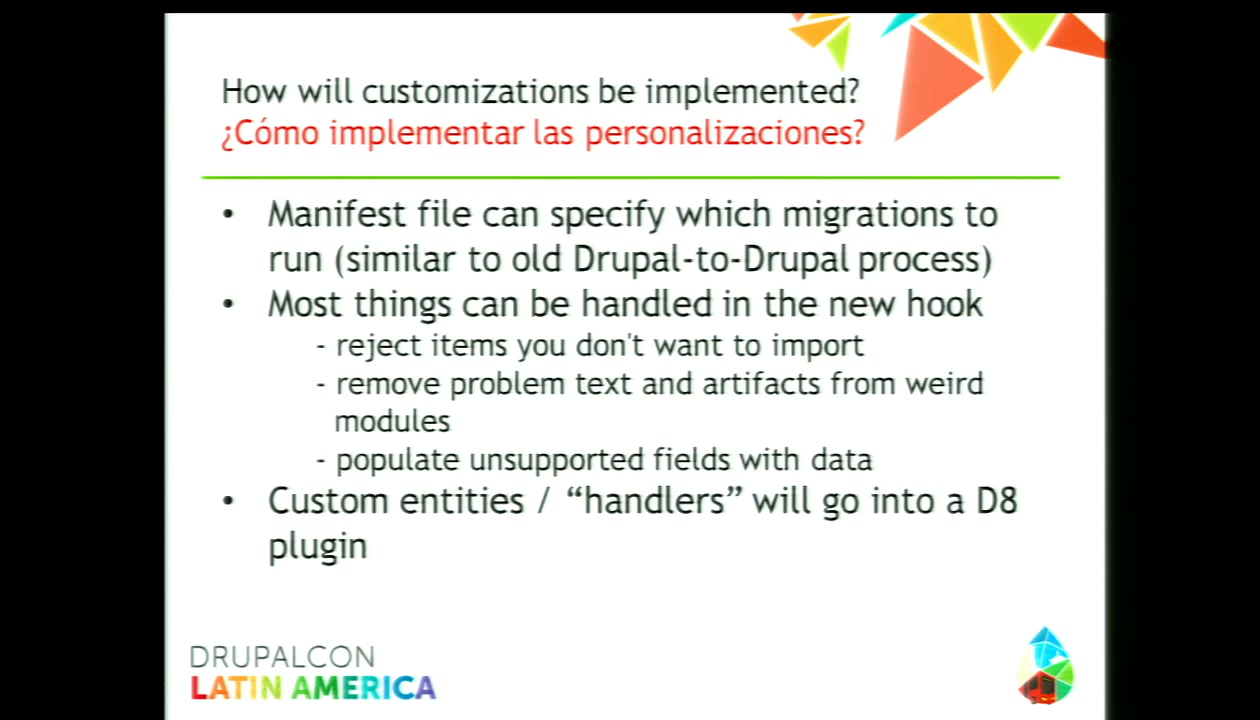 How will customizations be implemented?
¿Cómo implementar las personalizaciones?
• Manifest file can specify which migrations to
run (similar to old Drupal-to-Drupal process)
• Most things can be handled in the new hook
- reject items you don't want to import
- remove problem text and artifacts from weird
modules
- populate unsupported fields with data
• Custom entities / “handlers” will go into a D8
plugin
DRUPALCON
LATIN AMERICA